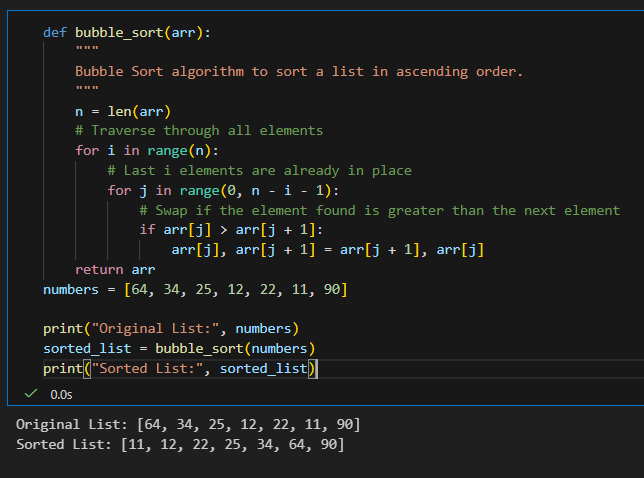 def bubble_sort(arr):
    """
    Bubble Sort algorithm to sort a list in ascending order.
    """
    n = len(arr)
    # Traverse through all elements
    for i in range(n):
        # Last i elements are already in place
        for j in range(0, n - i - 1):
            # Swap if the element found is greater than the next element
            if arr[j] > arr[j + 1]:
                arr[j], arr[j + 1] = arr[j + 1], arr[j]
    return arr
numbers = [64, 34, 25, 12, 22, 11, 90]

print("Original List:", numbers)
sorted_list = bubble_sort(numbers)
print("Sorted List:", sorted_list)
0.0s
Original List: [64, 34, 25, 12, 22, 11, 90]
Sorted List: [11, 12, 22, 25, 34, 64, 90]